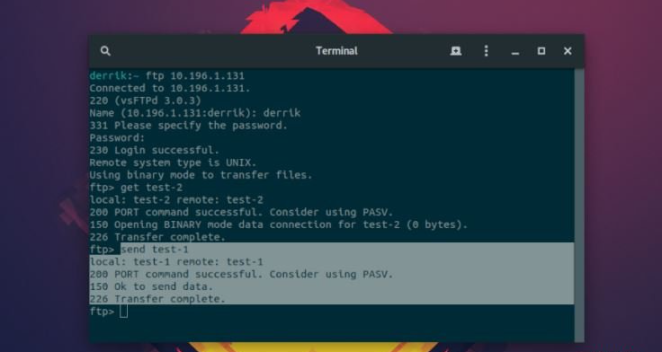 Terminal
derrik:~ ftp 10.196.1.131
Connected to 10.196.1.131.
220 (vsFTPd 3.0.3)
Name (10.196.1.131:derrik): derrik
331 Please specify the password.
Password:
230 Login successful.
Remote system type is UNIX.
Using binary mode to transfer files.
ftp> get test-2
local: test-2 remote: test-2
200 PORT command successful. Consider using PASV.
150 Opening BINARY mode data connection for test-2 (0 bytes).
226 Transfer complete.
ftp> send test-1
local: test-1 remote: test-1
200 PORT command successful. Consider using PASV.
150 Ok to send data.
226 Transfer complete.
ftp>